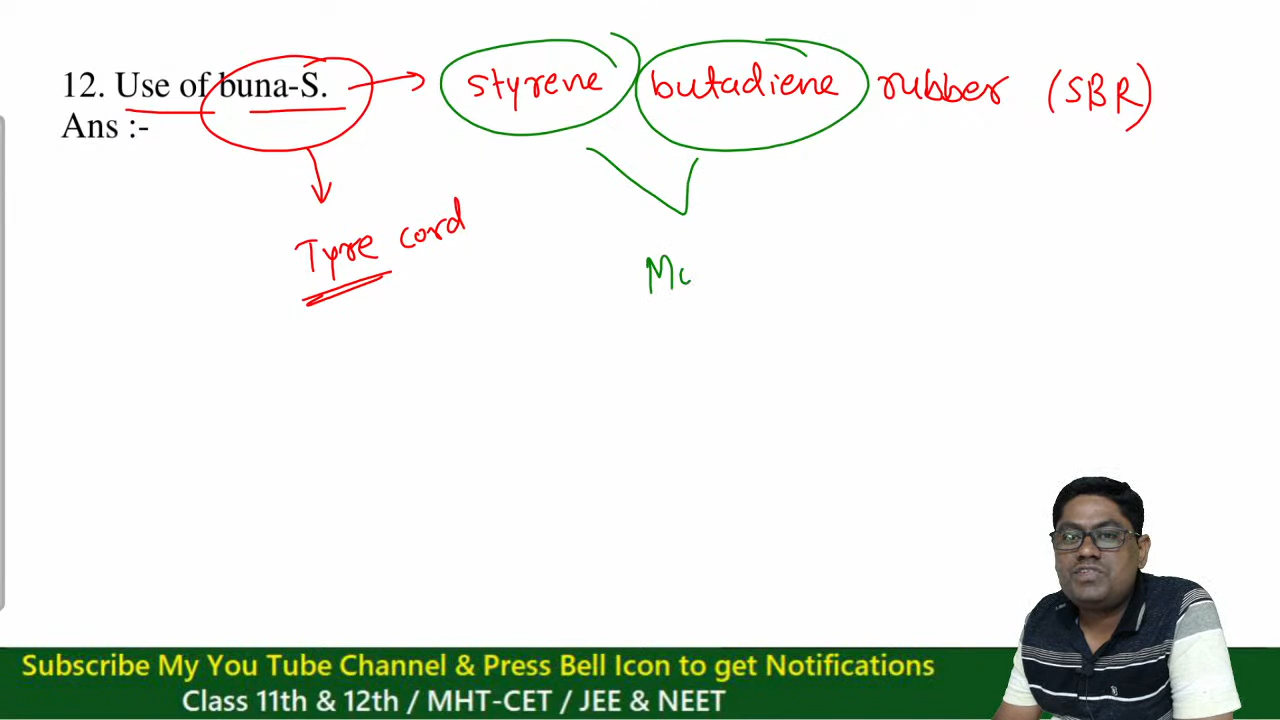 12. Use of buna-S. → styrene butadiene rubber (SBR)
Ans :-
Tyre cord
Mo
Subscribe My You Tube Channel & Press Bell Icon to get Notifications
Class 11th & 12th / MHT-CET / JEE & NEET